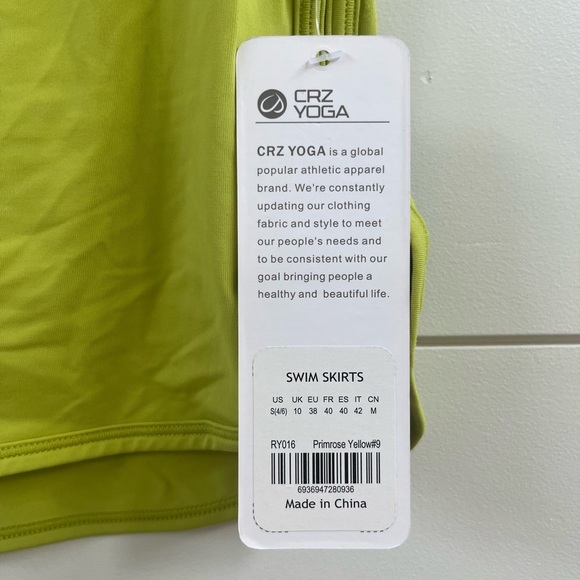 CRZ
YOGA
CRZ YOGA is a global
popular athletic apparel
brand. We're constantly
updating our clothing
fabric and style to meet
our people's needs and
to be consistent with our
goal bringing people a
healthy and beautiful life.
SWIM SKIRTS
US UK EU FR ES IT CN
S(4/6) 10 38 40 40 42 M
RY016 Primrose Yellow#9
6936947280936
Made in China